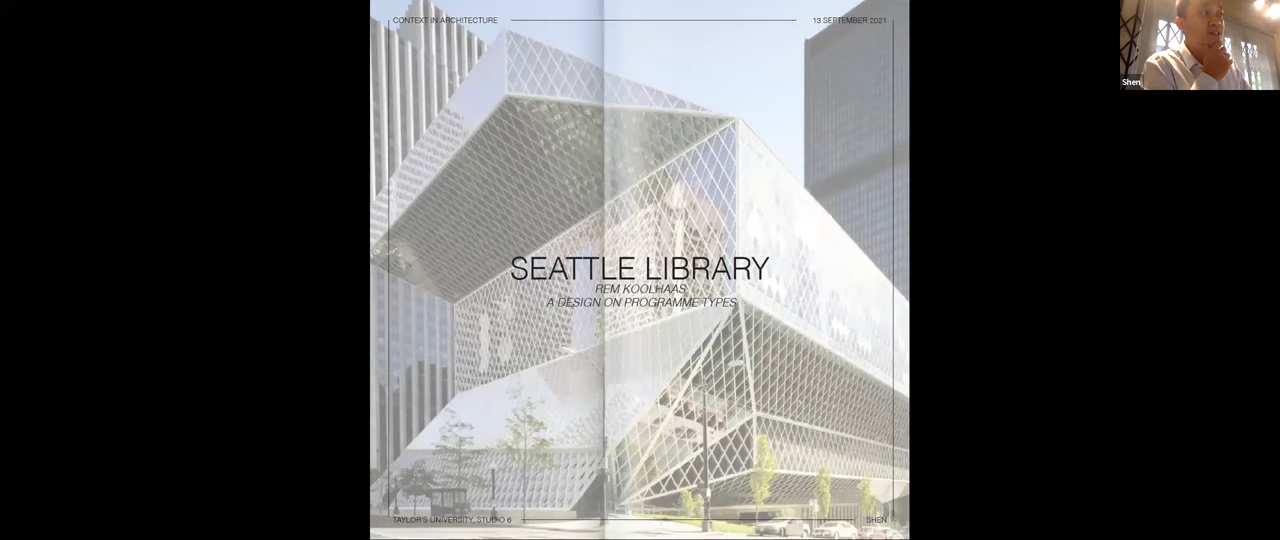 CONTEXT IN ARCHITECTURE
13 SEPTEMBER 2021
Shen
SEATTLE LIBRARY
REM KOOLHAAS
A DESIGN ON PROGRAMME TYPES
TAYLOR'S UNIVERSITY, STUDIO 6
SHEN